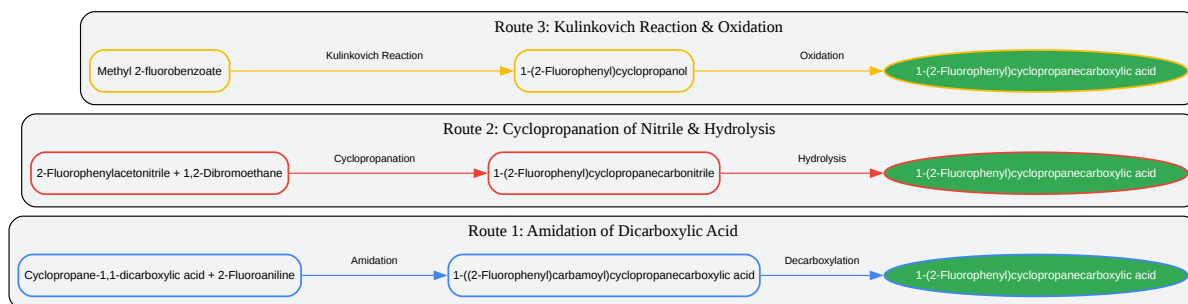 Route 3: Kulinkovich Reaction & Oxidation
Methyl 2-fluorobenzoate
Kulinkovich Reaction
1-(2-Fluorophenyl)cyclopropanol
Oxidation
1-(2-Fluorophenyl)cyclopropanecarboxylic acid
Route 2: Cyclopropanation of Nitrile & Hydrolysis
2-Fluorophenylacetonitrile + 1,2-Dibromoethane
Cyclopropanation
1-(2-Fluorophenyl)cyclopropanecarbonitrile
Hydrolysis
1-(2-Fluorophenyl)cyclopropanecarboxylic acid
Route 1: Amidation of Dicarboxylic Acid
Cyclopropane-1,1-dicarboxylic acid + 2-Fluoroaniline
Amidation
1-((2-Fluorophenyl)carbamoyl)cyclopropanecarboxylic acid
Decarboxylation
1-(2-Fluorophenyl)cyclopropanecarboxylic acid